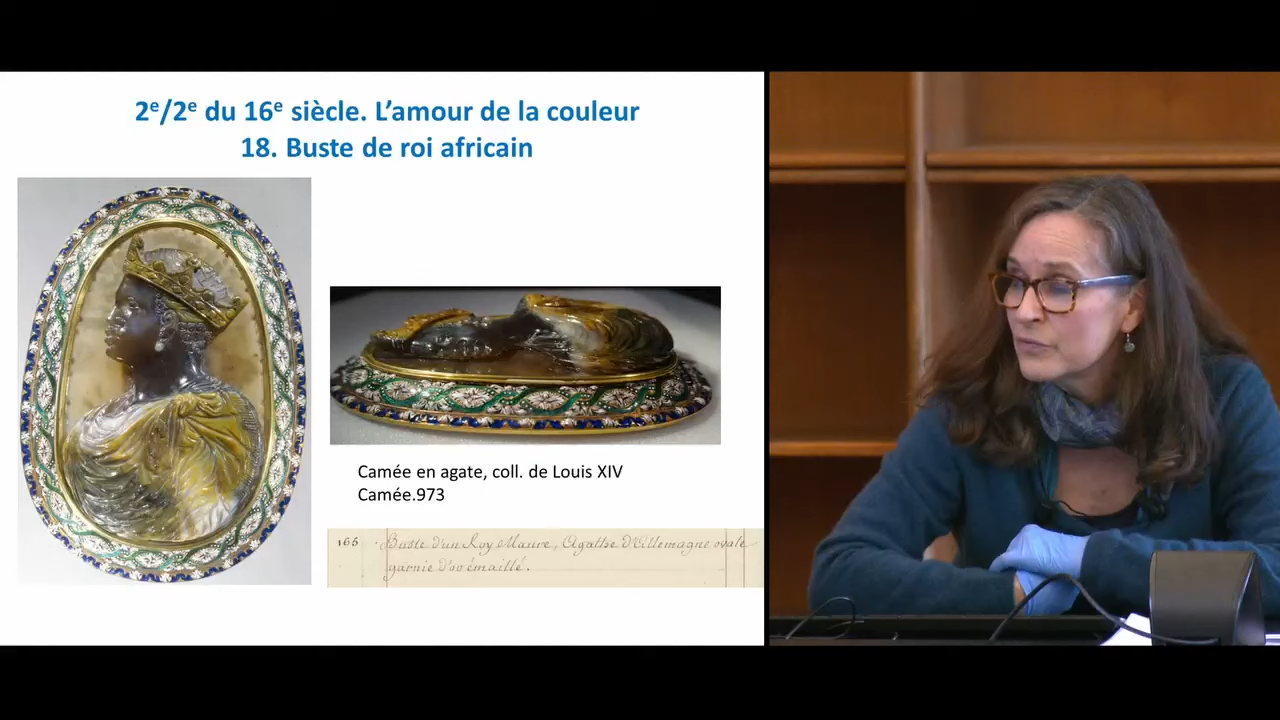 2e/2e du 16e siècle. L’amour de la couleur
18. Buste de roi africain
Camée en agate, coll. de Louis XIV
Camée.973
166 Buste d'un Roy Maure, Agathe d'Allemagne ovale
garnie d'or émaillé.